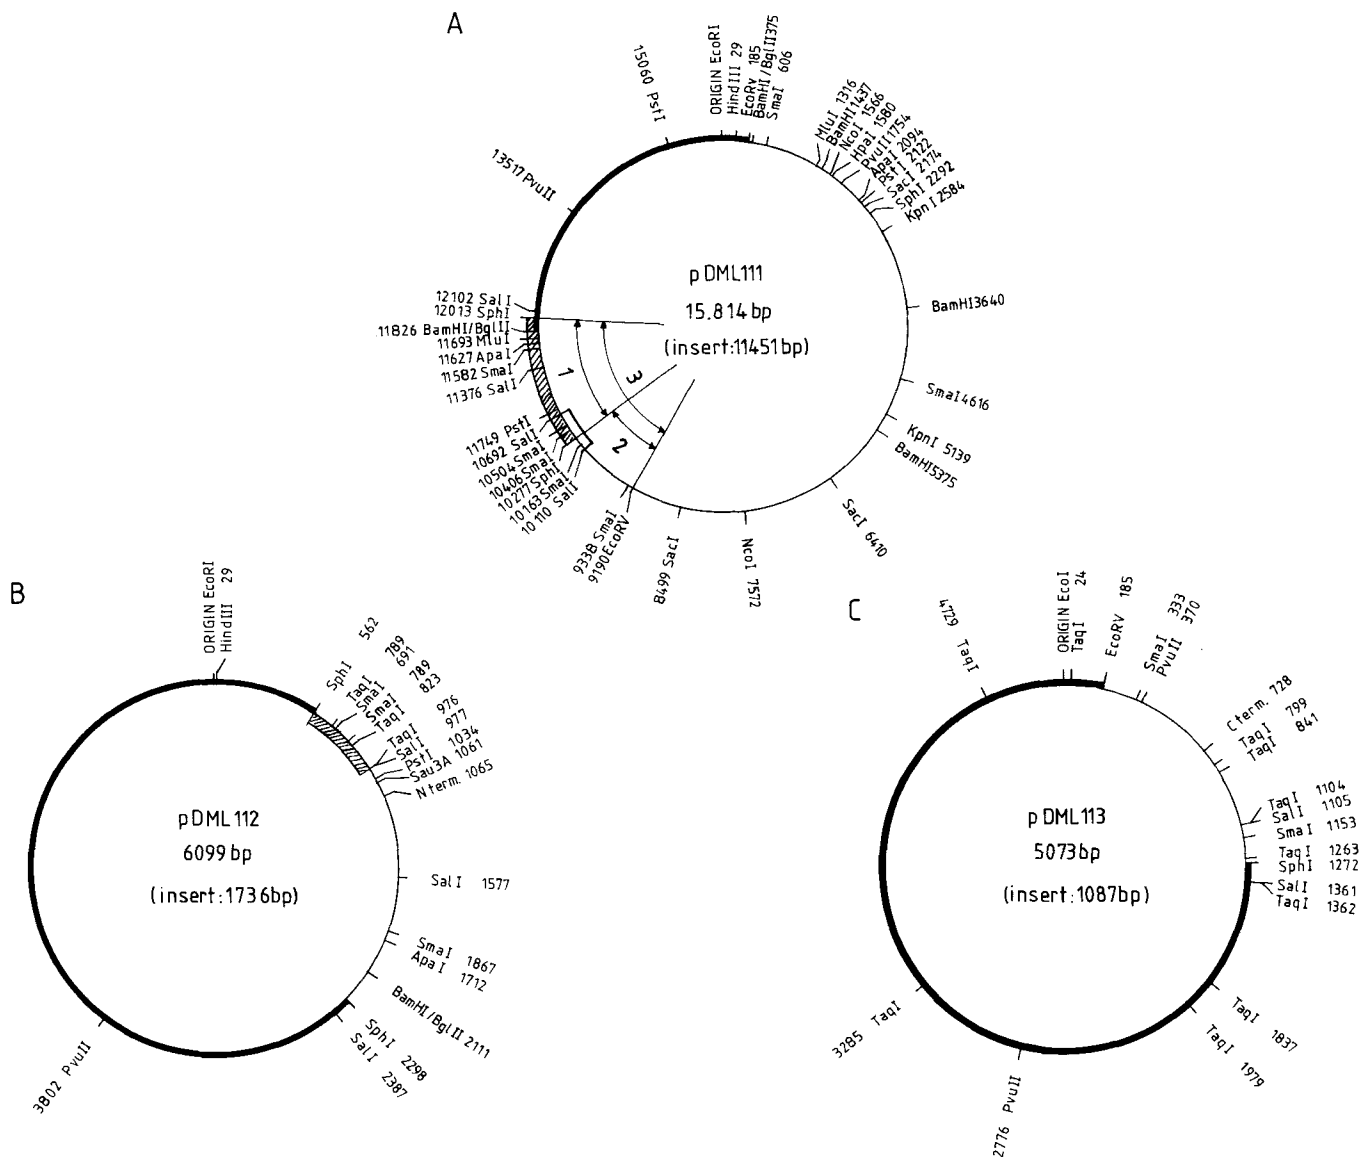 A
15060 PstI
ORIGIN EcoRI
HindIII 29
EcoRv 185
BamHI/BglII375
SmaI 606
MluI 1316
BamHI1437
NcoI 1566
HpaI 1580
PvuII1754
ApaI 2094
PstI 2122
SacI 2174
SphI 2292
KpnI 2584
BamHI3640
SmaI4616
KpnI 5139
BamHI5375
SacI 6410
NcoI 7572
8499 SacI
9190EcoRV
9338 SmaI
10110 SalI
10163 SmaI
10277 SphI
10406 SmaI
10504 SmaI
10692 SalI
11749 PstI
11376 SalI
11582 SmaI
11627 ApaI
11693 MluI
11826 BamHI/BglII
12013 SphI
12102 SalI
13517 PvuII
pDML111
15.814 bp
(insert:11451bp)
1
2
3
B
ORIGIN EcoRI
HindIII 29
SphI 562
TaqI 789
SmaI 691
SmaI 789
TaqI 823
TaqI 976
SalI 977
PstI 1034
Sau3A 1061
N term. 1065
SalI 1577
SmaI 1867
ApaI 1712
BamHI/BglII 2111
SphI 2298
SalI 2387
3802 PvuII
pDML112
6099 bp
(insert:1736bp)
C
4729 TaqI
ORIGIN EcoI
TaqI 24
EcoRV 185
SmaI 333
PvuII 370
C term. 728
TaqI 799
TaqI 841
TaqI 1104
SalI 1105
SmaI 1153
TaqI 1263
SphI 1272
SalI 1361
TaqI 1362
TaqI 1837
TaqI 1979
2776 PvuII
3285 TaqI
pDML113
5073bp
(insert:1087bp)